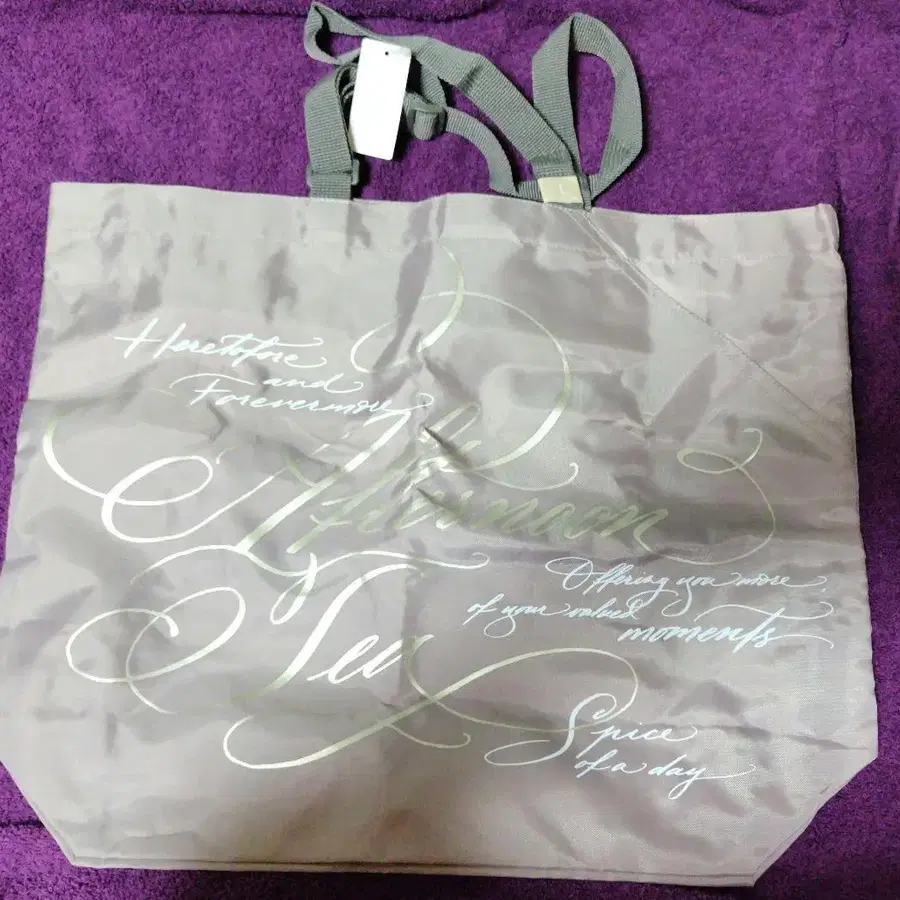 L
Heretofore
and
Forevermore
Afternoon
Tea
Offering you more
of your valued
moments
Spice
of a day